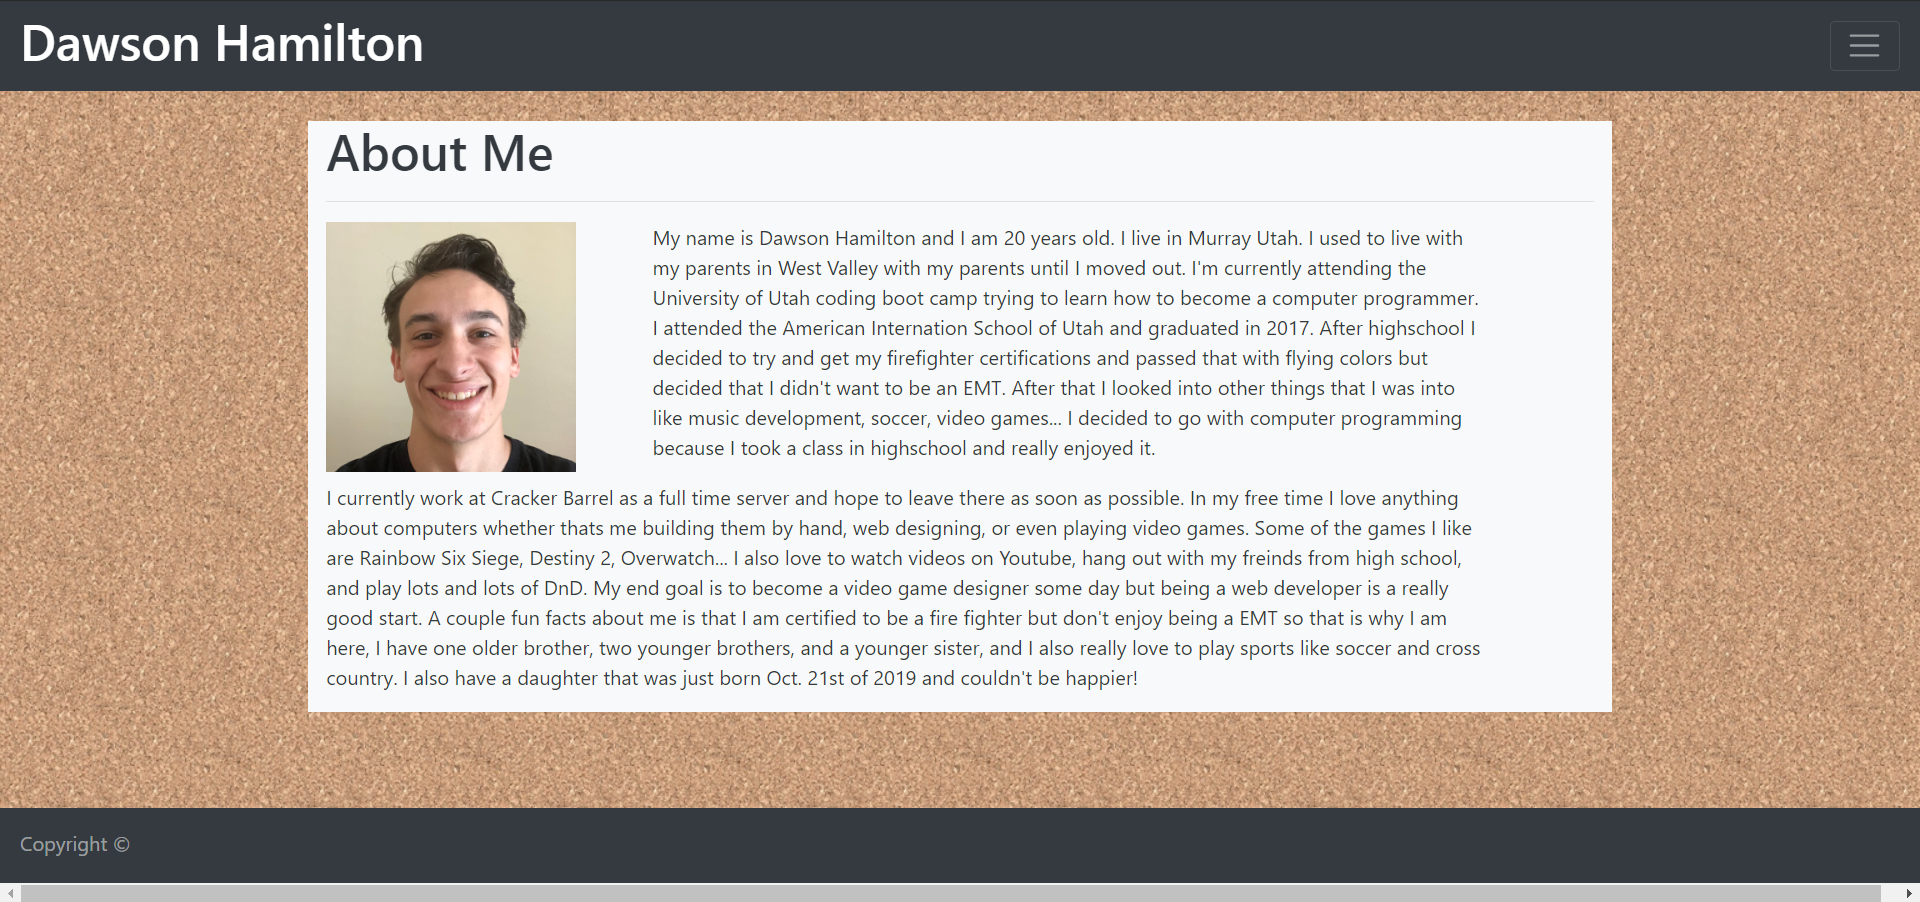 Dawson Hamilton
About Me
My name is Dawson Hamilton and I am 20 years old. I live in Murray Utah. I used to live with
my parents in West Valley with my parents until I moved out. I'm currently attending the
University of Utah coding boot camp trying to learn how to become a computer programmer.
I attended the American Internation School of Utah and graduated in 2017. After highschool I
decided to try and get my firefighter certifications and passed that with flying colors but
decided that I didn't want to be an EMT. After that I looked into other things that I was into
like music development, soccer, video games... I decided to go with computer programming
because I took a class in highschool and really enjoyed it.
I currently work at Cracker Barrel as a full time server and hope to leave there as soon as possible. In my free time I love anything
about computers whether thats me building them by hand, web designing, or even playing video games. Some of the games I like
are Rainbow Six Siege, Destiny 2, Overwatch... I also love to watch videos on Youtube, hang out with my freinds from high school,
and play lots and lots of DnD. My end goal is to become a video game designer some day but being a web developer is a really
good start. A couple fun facts about me is that I am certified to be a fire fighter but don't enjoy being a EMT so that is why I am
here, I have one older brother, two younger brothers, and a younger sister, and I also really love to play sports like soccer and cross
country. I also have a daughter that was just born Oct. 21st of 2019 and couldn't be happier!
Copyright ©